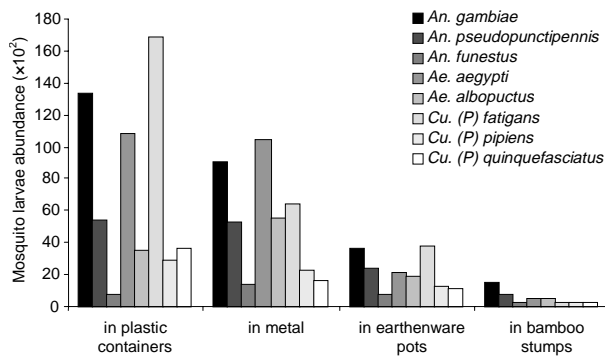 180
160
140
120
100
80
60
40
20
0
Mosquito larvae abundance (×10²)
An. gambiae
An. pseudopunctipennis
An. funestus
Ae. aegypti
Ae. albopuctus
Cu. (P) fatigans
Cu. (P) pipiens
Cu. (P) quinquefasciatus
in plastic
containers
in metal
in earthenware
pots
in bamboo
stumps